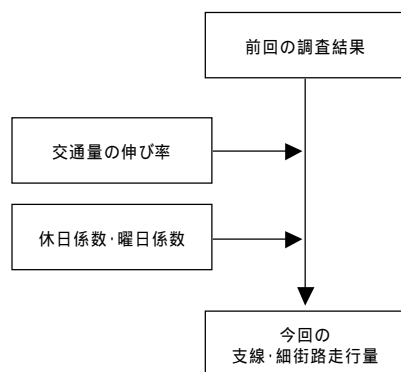 前回の調査結果
交通量の伸び率
休日係数･曜日係数
今回の
支線･細街路走行量